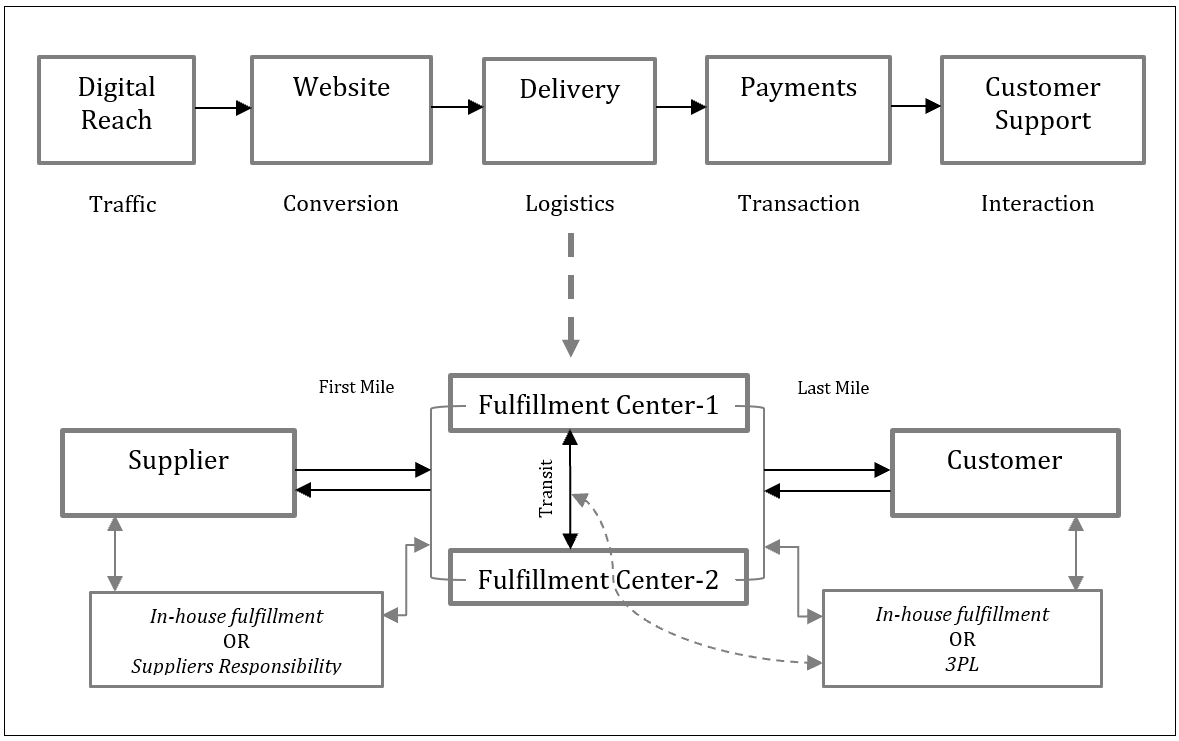 Digital
Reach
Website
Delivery
Payments
Customer
Support
Traffic
Conversion
Logistics
Transaction
Interaction
First Mile
Fulfillment Center-1
Last Mile
Supplier
Transit
Customer
Fulfillment Center-2
In-house fulfillment
OR
Suppliers Responsibility
In-house fulfillment
OR
3PL